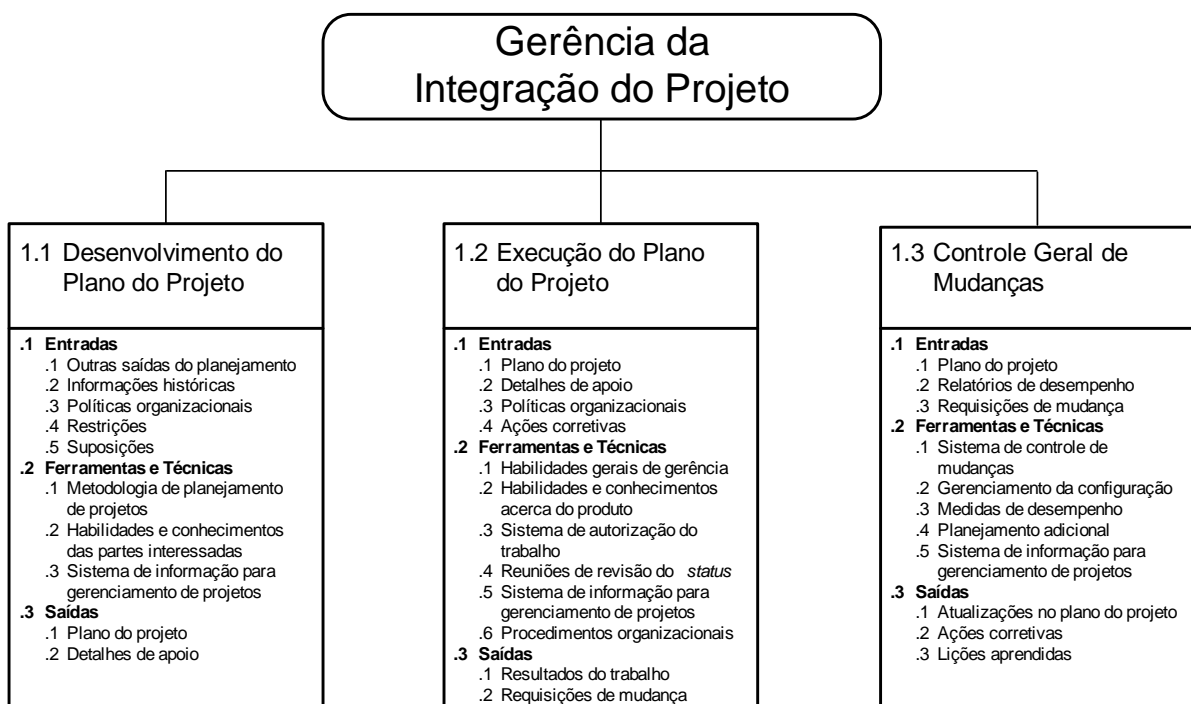 Gerência da
Integração do Projeto
1.1 Desenvolvimento do
Plano do Projeto
.1 Entradas
.1 Outras saídas do planejamento
.2 Informações históricas
.3 Políticas organizacionais
.4 Restrições
.5 Suposições
.2 Ferramentas e Técnicas
.1 Metodologia de planejamento
de projetos
.2 Habilidades e conhecimentos
das partes interessadas
.3 Sistema de informação para
gerenciamento de projetos
.3 Saídas
.1 Plano do projeto
.2 Detalhes de apoio
1.2 Execução do Plano
do Projeto
.1 Entradas
.1 Plano do projeto
.2 Detalhes de apoio
.3 Políticas organizacionais
.4 Ações corretivas
.2 Ferramentas e Técnicas
.1 Habilidades gerais de gerência
.2 Habilidades e conhecimentos
acerca do produto
.3 Sistema de autorização do
trabalho
.4 Reuniões de revisão do status
.5 Sistema de informação para
gerenciamento de projetos
.6 Procedimentos organizacionais
.3 Saídas
.1 Resultados do trabalho
.2 Requisições de mudança
1.3 Controle Geral de
Mudanças
.1 Entradas
.1 Plano do projeto
.2 Relatórios de desempenho
.3 Requisições de mudança
.2 Ferramentas e Técnicas
.1 Sistema de controle de
mudanças
.2 Gerenciamento da configuração
.3 Medidas de desempenho
.4 Planejamento adicional
.5 Sistema de informação para
gerenciamento de projetos
.3 Saídas
.1 Atualizações no plano do projeto
.2 Ações corretivas
.3 Lições aprendidas